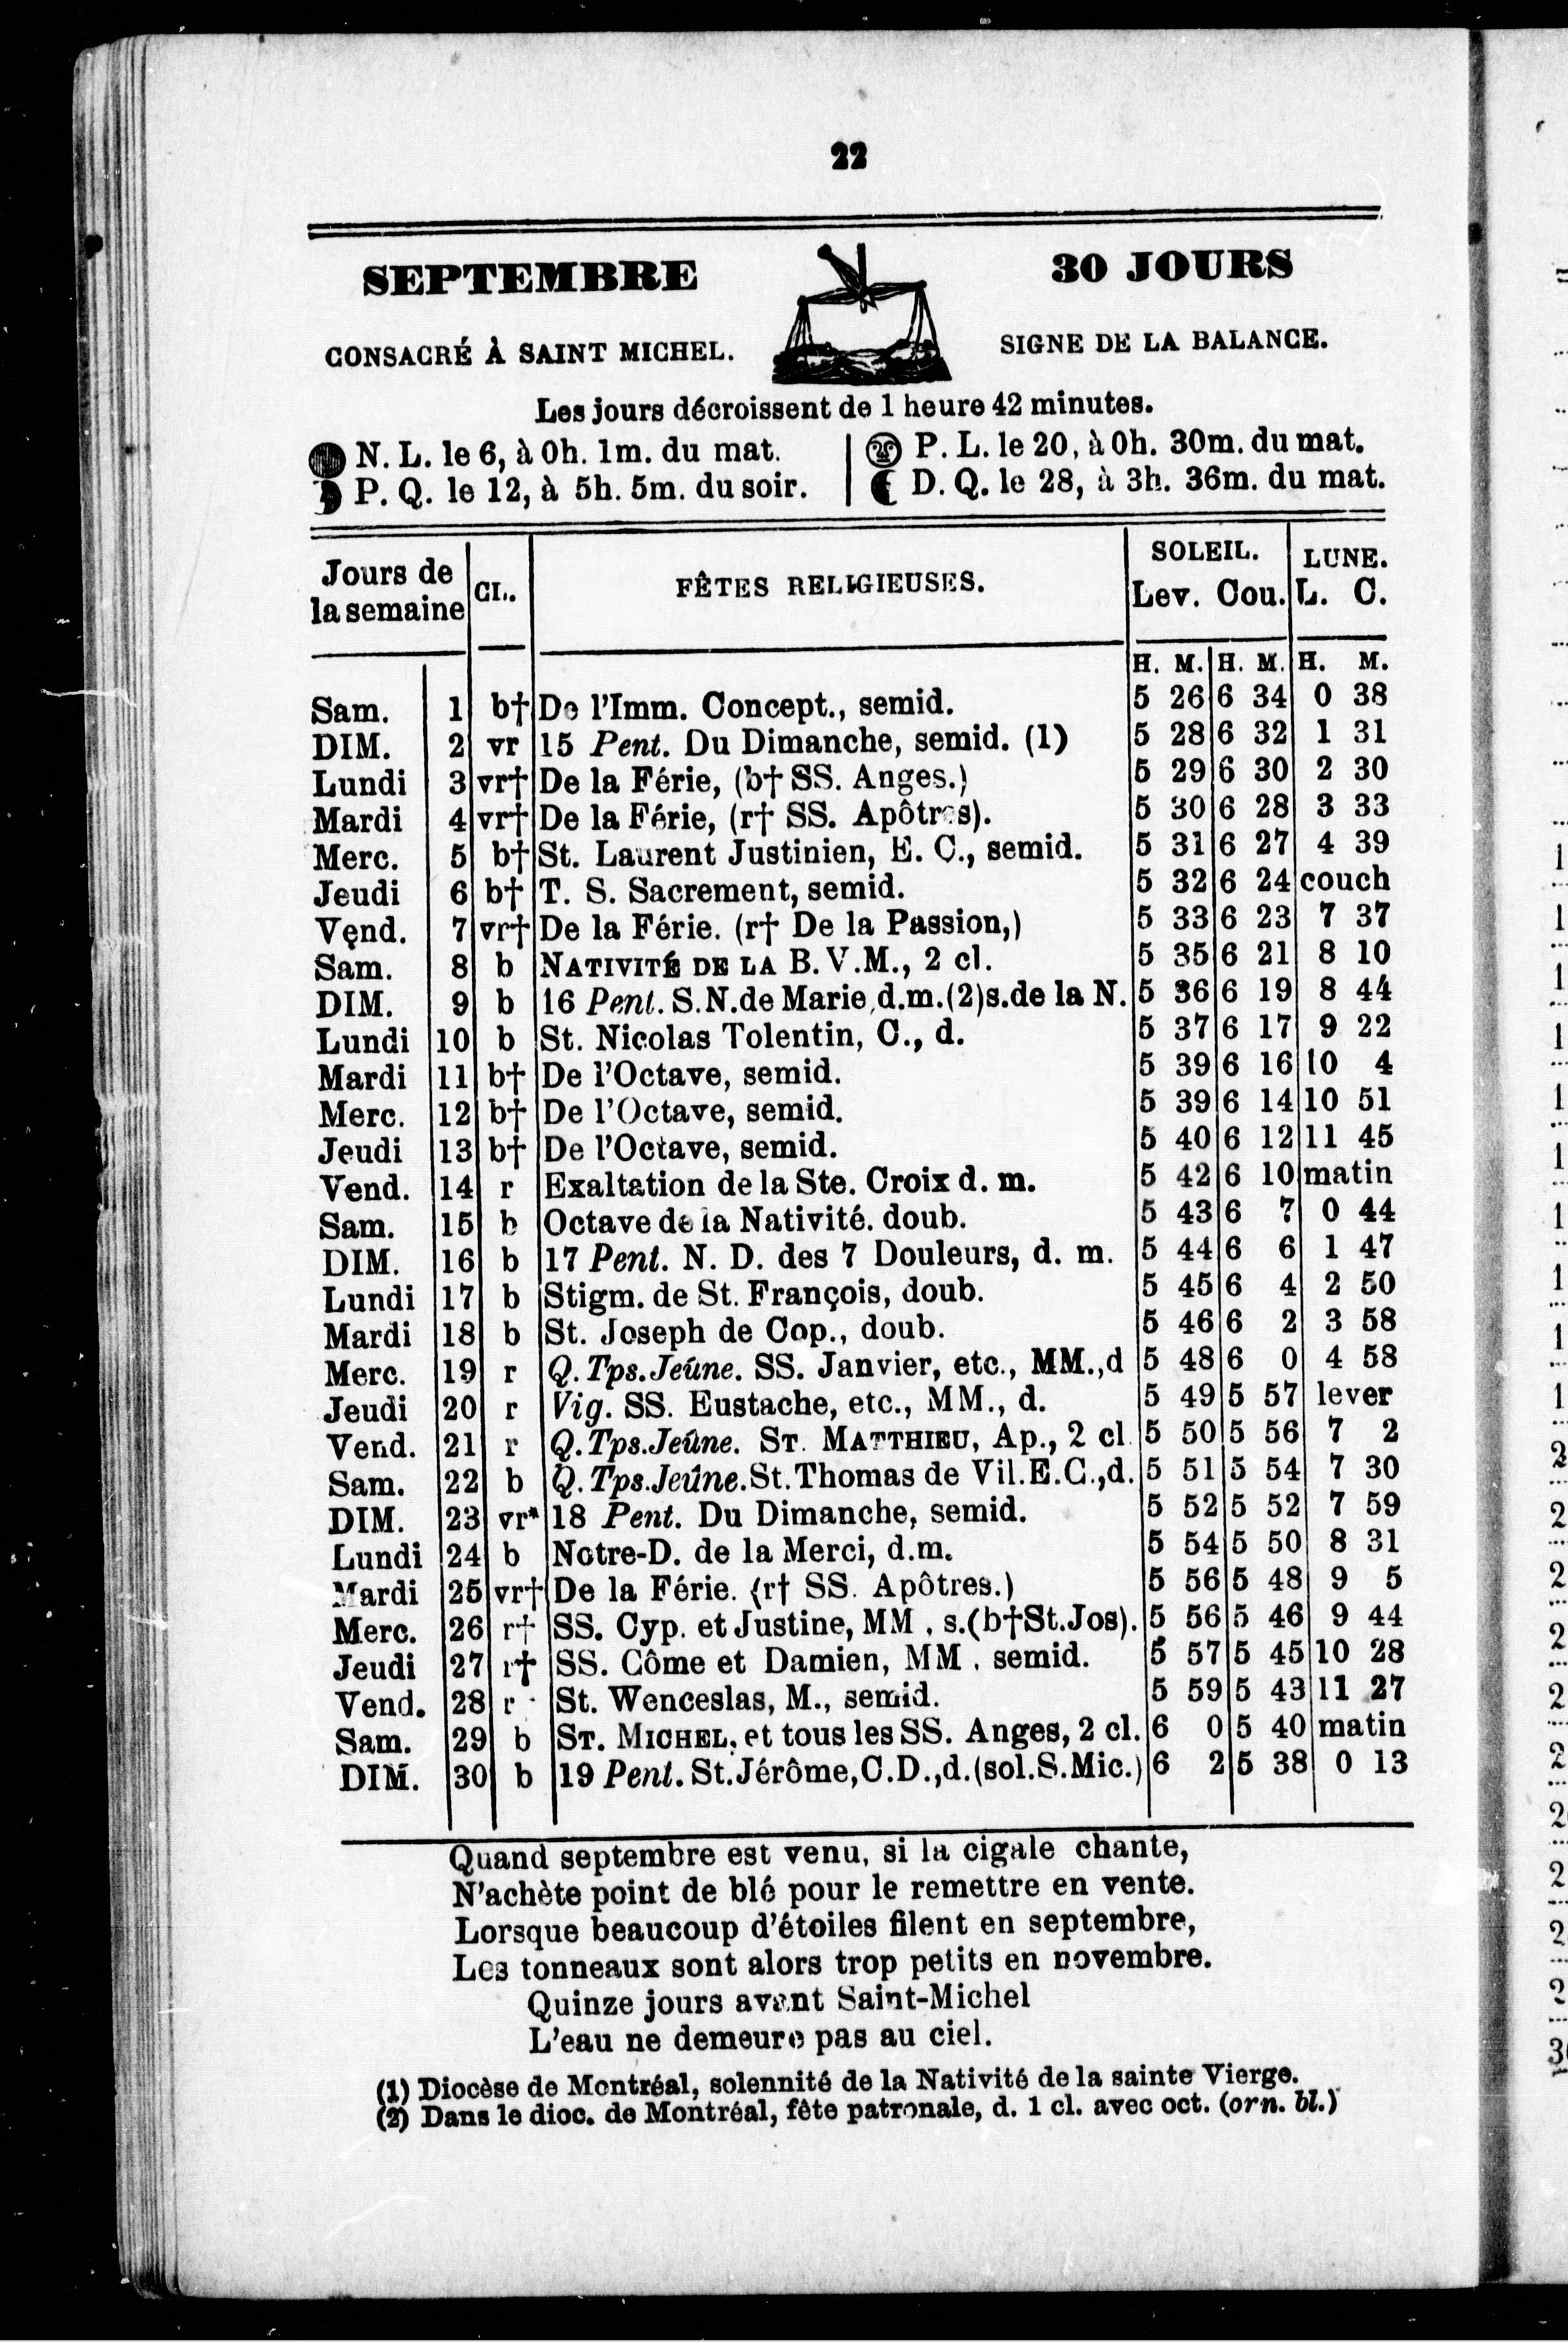 22
SEPTEMBRE 30 JOURS
CONSACRÉ À SAINT MICHEL. SIGNE DE LA BALANCE.
Les jours décroissent de 1 heure 42 minutes.
N. L. le 6, à 0h. 1m. du mat. P. L. le 20, à 0h. 30m. du mat.
P. Q. le 12, à 5h. 5m. du soir. D. Q. le 28, à 3h. 36m. du mat.
Jours de la semaine CL. FÊTES RELIGIEUSES. SOLEIL. Lev. Cou. LUNE. L. C.
H. M. H. M. H. M.
Sam. 1 b† De l'Imm. Concept., semid. 5 26 6 34 0 38
DIM. 2 vr 15 Pent. Du Dimanche, semid. (1) 5 28 6 32 1 31
Lundi 3 vr† De la Férie, (b† SS. Anges.) 5 29 6 30 2 30
Mardi 4 vr† De la Férie, (r† SS. Apôtres). 5 30 6 28 3 33
Merc. 5 b† St. Laurent Justinien, E. C., semid. 5 31 6 27 4 39
Jeudi 6 b† T. S. Sacrement, semid. 5 32 6 24 couch
Vend. 7 vr† De la Férie. (r† De la Passion,) 5 33 6 23 7 37
Sam. 8 b NATIVITÉ DE LA B. V.M., 2 cl. 5 35 6 21 8 10
DIM. 9 b 16 Pent. S.N.de Marie,d.m.(2)s.de la N. 5 36 6 19 8 44
Lundi 10 b St. Nicolas Tolentin, C., d. 5 37 6 17 9 22
Mardi 11 b† De l'Octave, semid. 5 39 6 16 10 4
Merc. 12 b† De l'Octave, semid. 5 39 6 14 10 51
Jeudi 13 b† De l'Octave, semid. 5 40 6 12 11 45
Vend. 14 r Exaltation de la Ste. Croix d. m. 5 42 6 10 matin
Sam. 15 b Octave de la Nativité. doub. 5 43 6 7 0 44
DIM. 16 b 17 Pent. N. D. des 7 Douleurs, d. m. 5 44 6 6 1 47
Lundi 17 b Stigm. de St. François, doub. 5 45 6 4 2 50
Mardi 18 b St. Joseph de Cop., doub. 5 46 6 2 3 58
Merc. 19 r Q. Tps. Jeûne. SS. Janvier, etc., MM.,d 5 48 6 0 4 58
Jeudi 20 r Vig. SS. Eustache, etc., MM., d. 5 49 5 57 lever
Vend. 21 r Q. Tps. Jeûne. ST. MATTHIEU, Ap., 2 cl. 5 50 5 56 7 2
Sam. 22 b Q. Tps. Jeûne. St. Thomas de Vil.E.C.,d. 5 51 5 54 7 30
DIM. 23 vr* 18 Pent. Du Dimanche, semid. 5 52 5 52 7 59
Lundi 24 b Notre-D. de la Merci, d.m. 5 54 5 50 8 31
Mardi 25 vr† De la Férie. (r† SS. Apôtres.) 5 56 5 48 9 5
Merc. 26 r† SS. Cyp. et Justine, MM., s.(b†St.Jos). 5 56 5 46 9 44
Jeudi 27 r† SS. Côme et Damien, MM., semid. 5 57 5 45 10 28
Vend. 28 r St. Wenceslas, M., semid. 5 59 5 43 11 27
Sam. 29 b ST. MICHEL, et tous les SS. Anges, 2 cl. 6 0 5 40 matin
DIM. 30 b 19 Pent. St. Jérôme,C.D.,d.(sol.S.Mic.) 6 2 5 38 0 13
Quand septembre est venu, si la cigale chante,
N'achète point de blé pour le remettre en vente.
Lorsque beaucoup d'étoiles filent en septembre,
Les tonneaux sont alors trop petits en novembre.
Quinze jours avant Saint-Michel
L'eau ne demeure pas au ciel.
(1) Diocèse de Montréal, solennité de la Nativité de la sainte Vierge.
(2) Dans le dioc. de Montréal, fête patronale, d. 1 cl. avec oct. (orn. bl.)